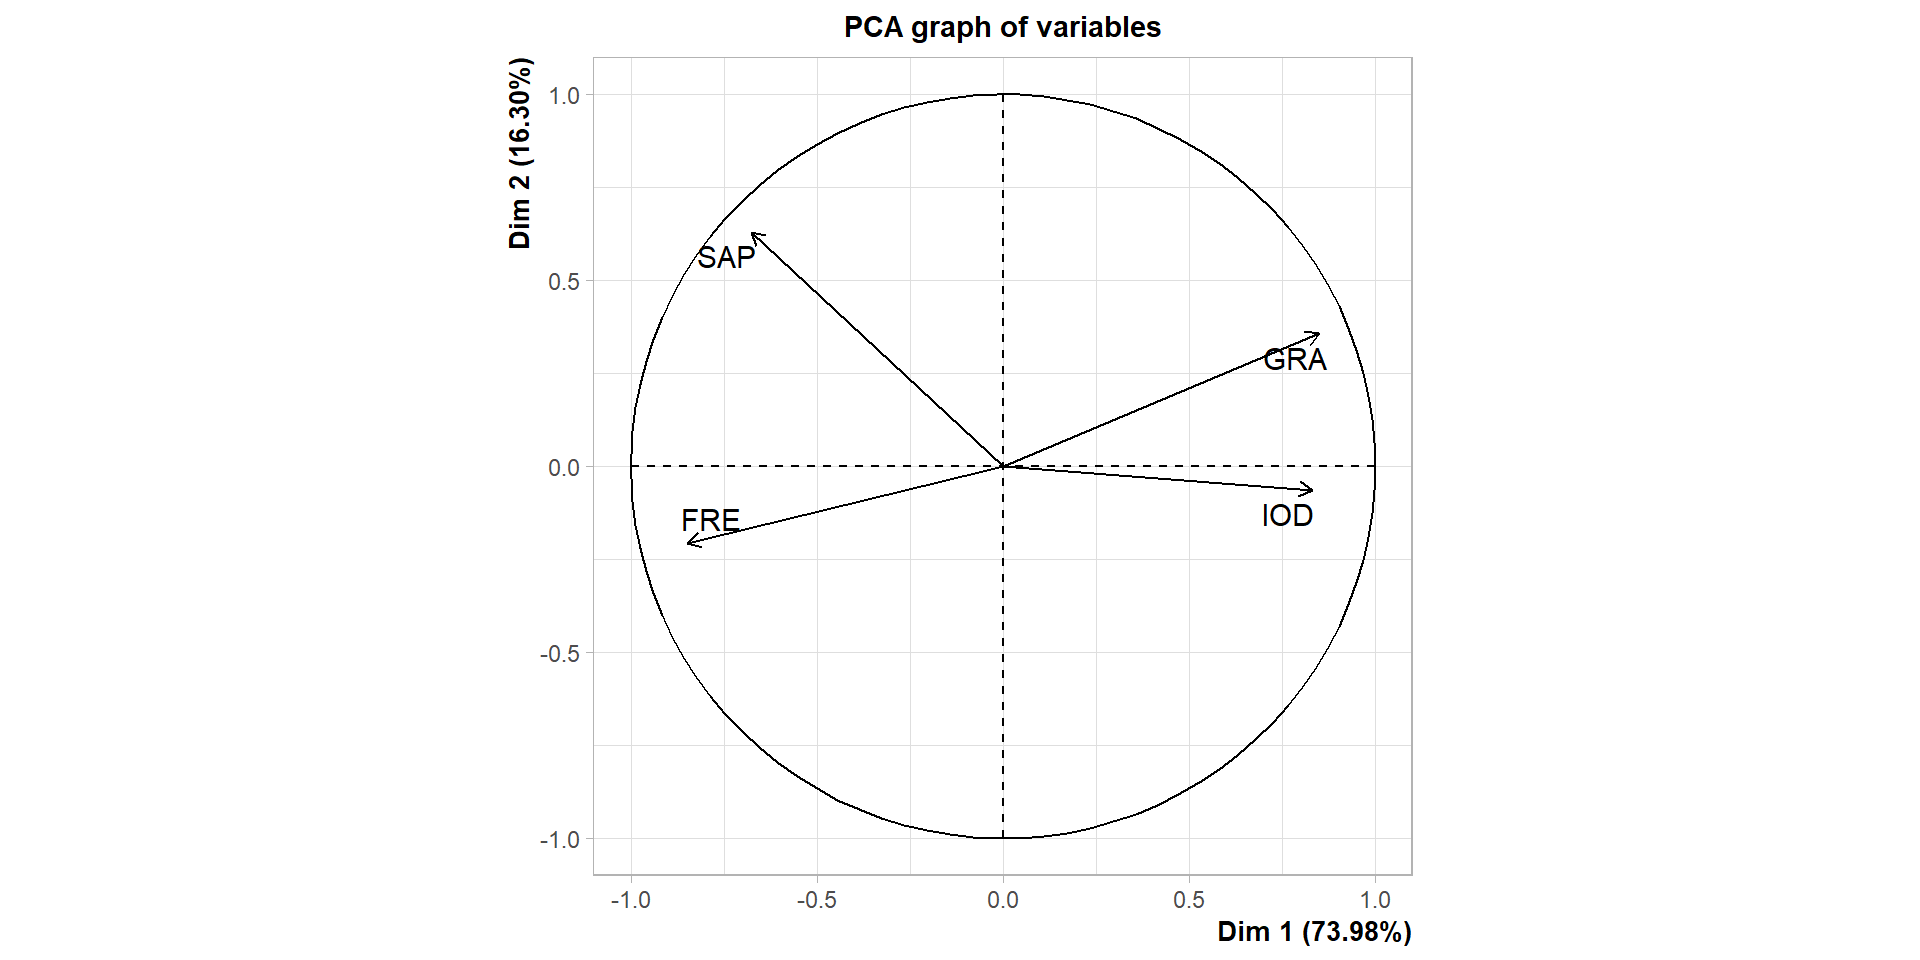 PCA graph of variables
Dim 2 (16.30%)
1.0
0.5
0.0
-0.5
-1.0
SAP
GRA
FRE
IOD
-1.0
-0.5
0.0
0.5
1.0
Dim 1 (73.98%)